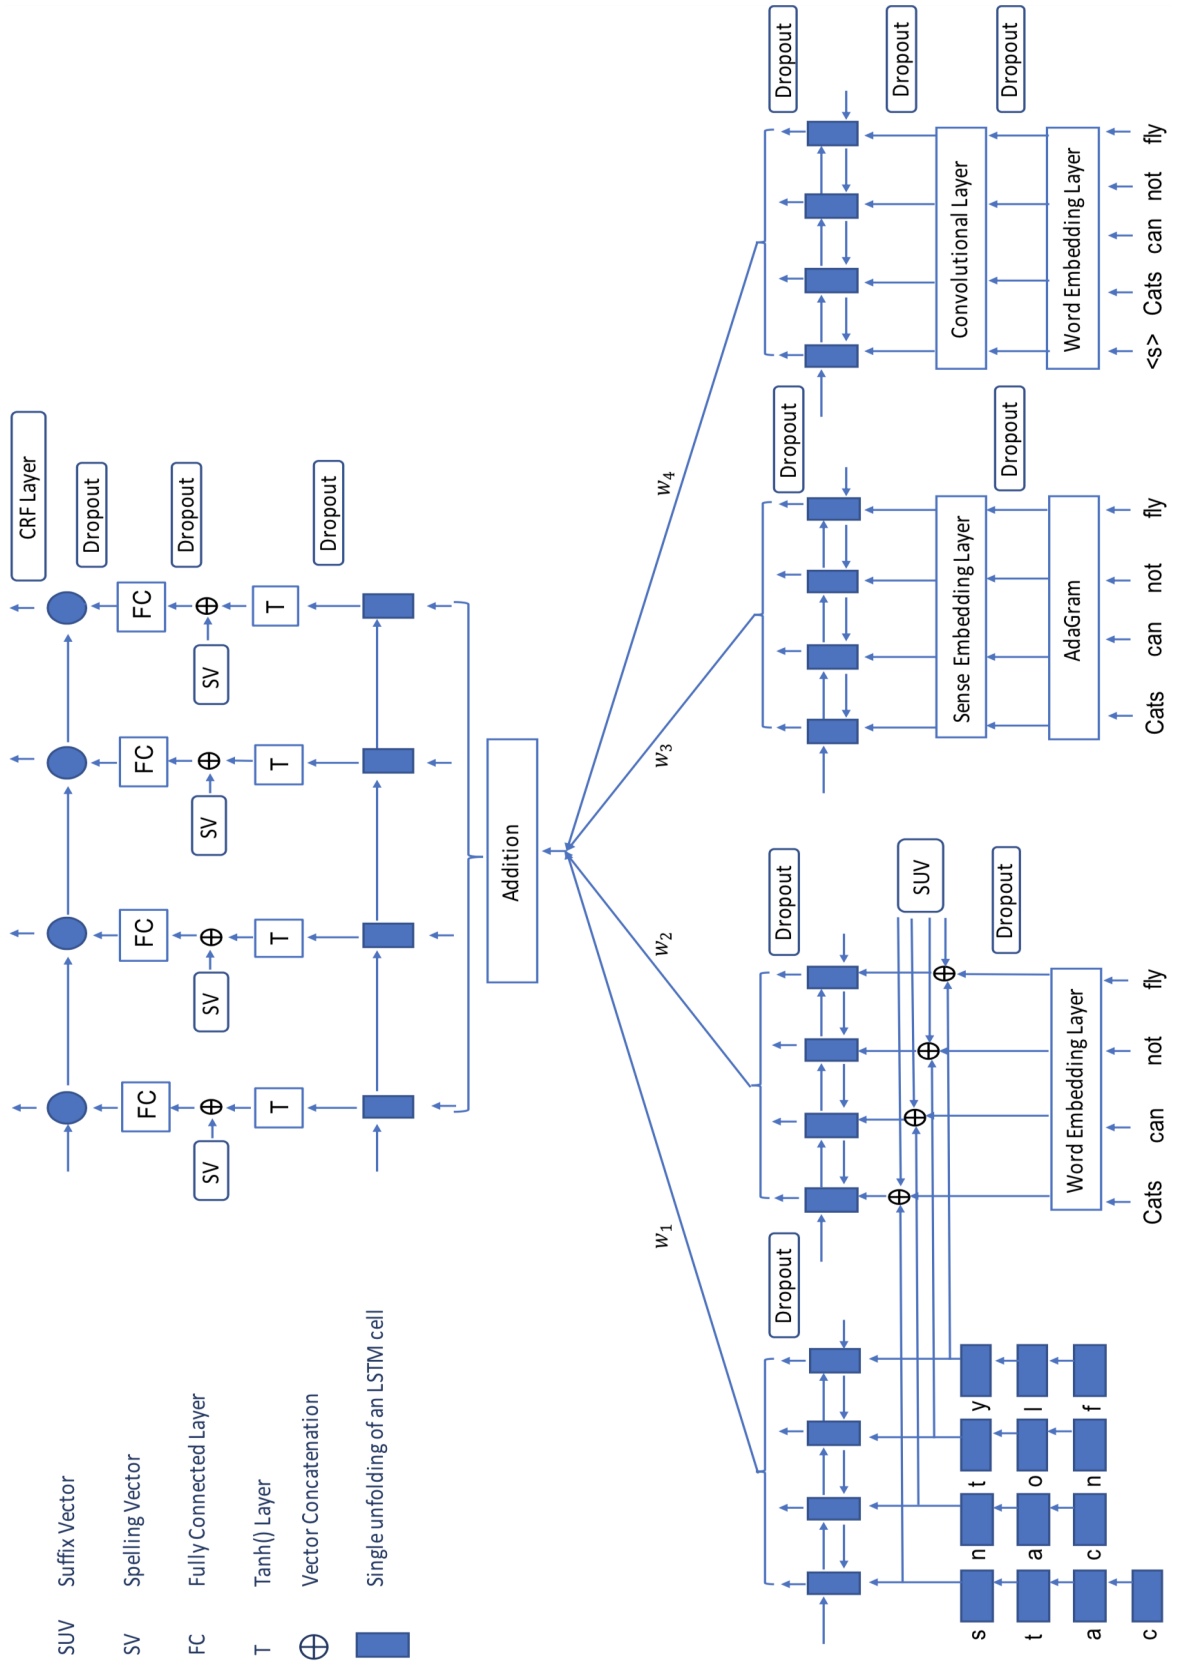 SUV Suffix Vector
SV Spelling Vector
FC Fully Connected Layer
T Tanh() Layer
⊕ Vector Concatenation
Single unfolding of an LSTM cell
CRF Layer
Dropout
FC FC FC FC
Dropout
SV ⊕ SV ⊕ SV ⊕ SV ⊕
T T T T
Dropout
Addition
w₁ w₂ w₃ w₄
Dropout Dropout Dropout Dropout
SUV
Dropout
⊕ ⊕ ⊕ ⊕
Sense Embedding Layer
Convolutional Layer
Dropout Dropout Dropout
s n t y
t a o l
a c n f
c
Word Embedding Layer
AdaGram
Word Embedding Layer
Cats can not fly
Cats can not fly
<s> Cats can not fly